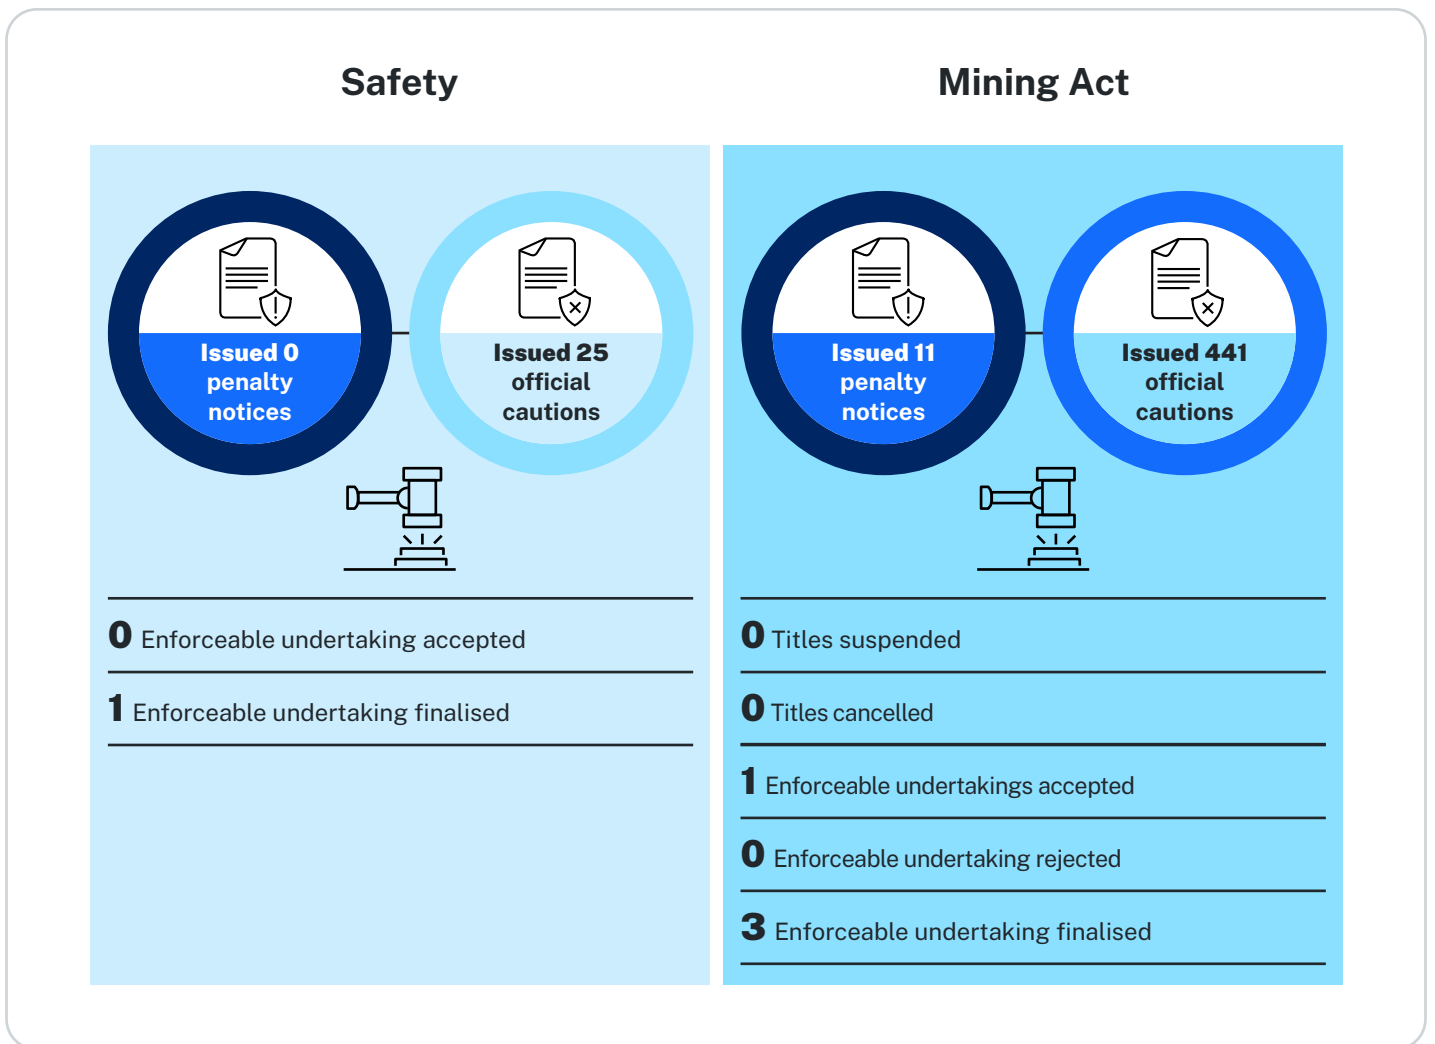 Safety
Issued 0
penalty
notices
Issued 25
official
cautions
0 Enforceable undertaking accepted
1 Enforceable undertaking finalised
Mining Act
Issued 11
penalty
notices
Issued 441
official
cautions
0 Titles suspended
0 Titles cancelled
1 Enforceable undertakings accepted
0 Enforceable undertaking rejected
3 Enforceable undertaking finalised